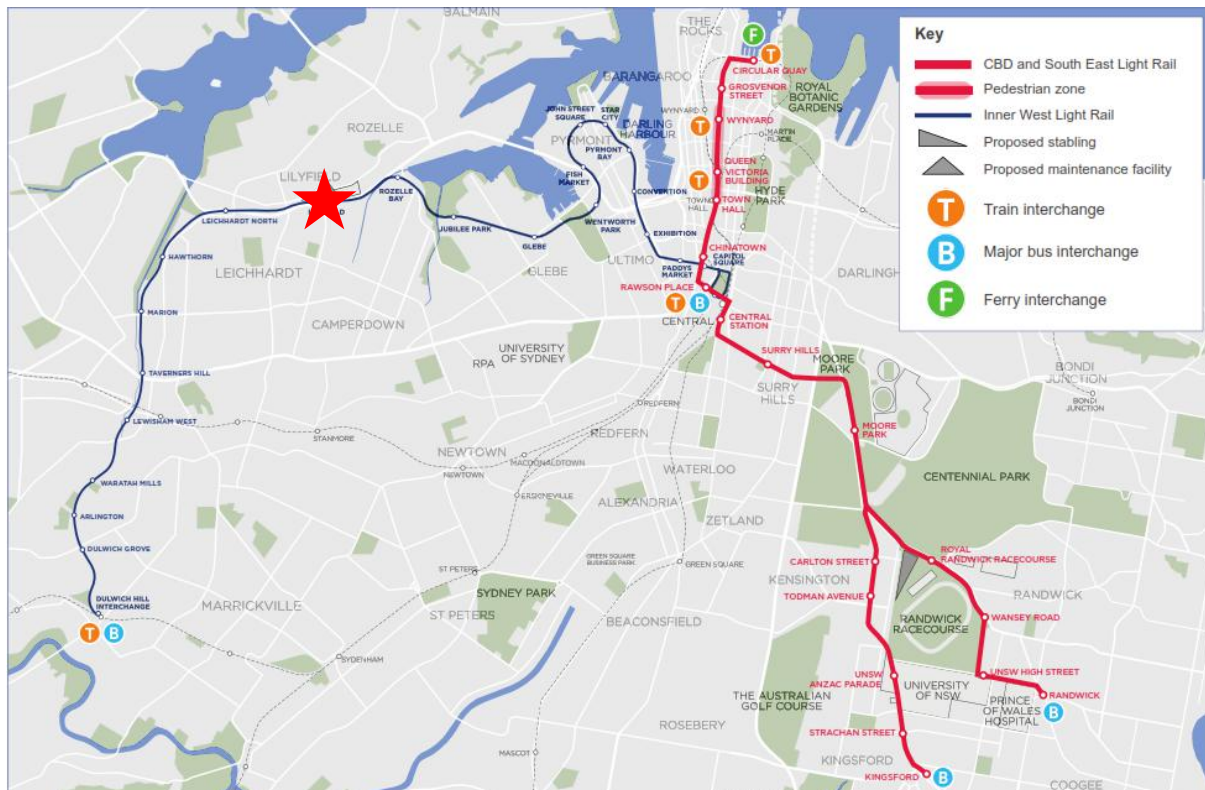 BALMAIN
THE
ROCKS
F
T
CIRCULAR QUAY
GROSVENOR
STREET
BARANGAROO
ROYAL
BOTANIC
GARDENS
JOHN STREET
SQUARE
STAR
CITY
DARLING
HARBOUR
WYNYARD
T
WYNYARD
MARTIN
PLACE
ROZELLE
PYRMONT
PYRMONT
BAY
FISH
MARKET
QUEEN
VICTORIA
BUILDING
T
TOWN
HALL
HYDE
PARK
LILYFIELD
ROZELLE
BAY
CONVENTION
WENTWORTH
PARK
LEICHHARDT NORTH
JUBILEE PARK
GLEBE
EXHIBITION
CHINATOWN
HAWTHORN
LEICHHARDT
GLEBE
ULTIMO
PADDYS
MARKET
CAPITOL
SQUARE
RAWSON PLACE
T
B
CENTRAL
CENTRAL
STATION
MARION
CAMPERDOWN
UNIVERSITY
OF SYDNEY
RPA
SURRY HILLS
SURRY
HILLS
MOORE
PARK
BONDI
JUNCTION
BONDI
JUNCTION
TAVERNERS HILL
LEWISHAM WEST
STANMORE
REDFERN
REDFERN
MOORE
PARK
NEWTOWN
MACDONALDTOWN
NEWTOWN
WATERLOO
CENTENNIAL PARK
WARATAH MILLS
ERSKINEVILLE
ALEXANDRIA
ARLINGTON
ZETLAND
DULWICH GROVE
GREEN SQUARE
BUSINESS PARK
GREEN SQUARE
CARLTON STREET
ROYAL
RANDWICK RACECOURSE
ST PETERS
KENSINGTON
DULWICH HILL
INTERCHANGE
MARRICKVILLE
SYDNEY PARK
ST PETERS
TODMAN AVENUE
RANDWICK
T
B
BEACONSFIELD
RANDWICK
RACECOURSE
WANSEY ROAD
SYDENHAM
UNSW
ANZAC PARADE
UNIVERSITY
OF NSW
UNSW HIGH STREET
RANDWICK
THE AUSTRALIAN
GOLF COURSE
PRINCE
OF WALES
HOSPITAL
B
ROSEBERY
STRACHAN STREET
MASCOT
KINGSFORD
KINGSFORD
B
COOGEE
Key
CBD and South East Light Rail
Pedestrian zone
Inner West Light Rail
Proposed stabling
Proposed maintenance facility
T Train interchange
B Major bus interchange
F Ferry interchange